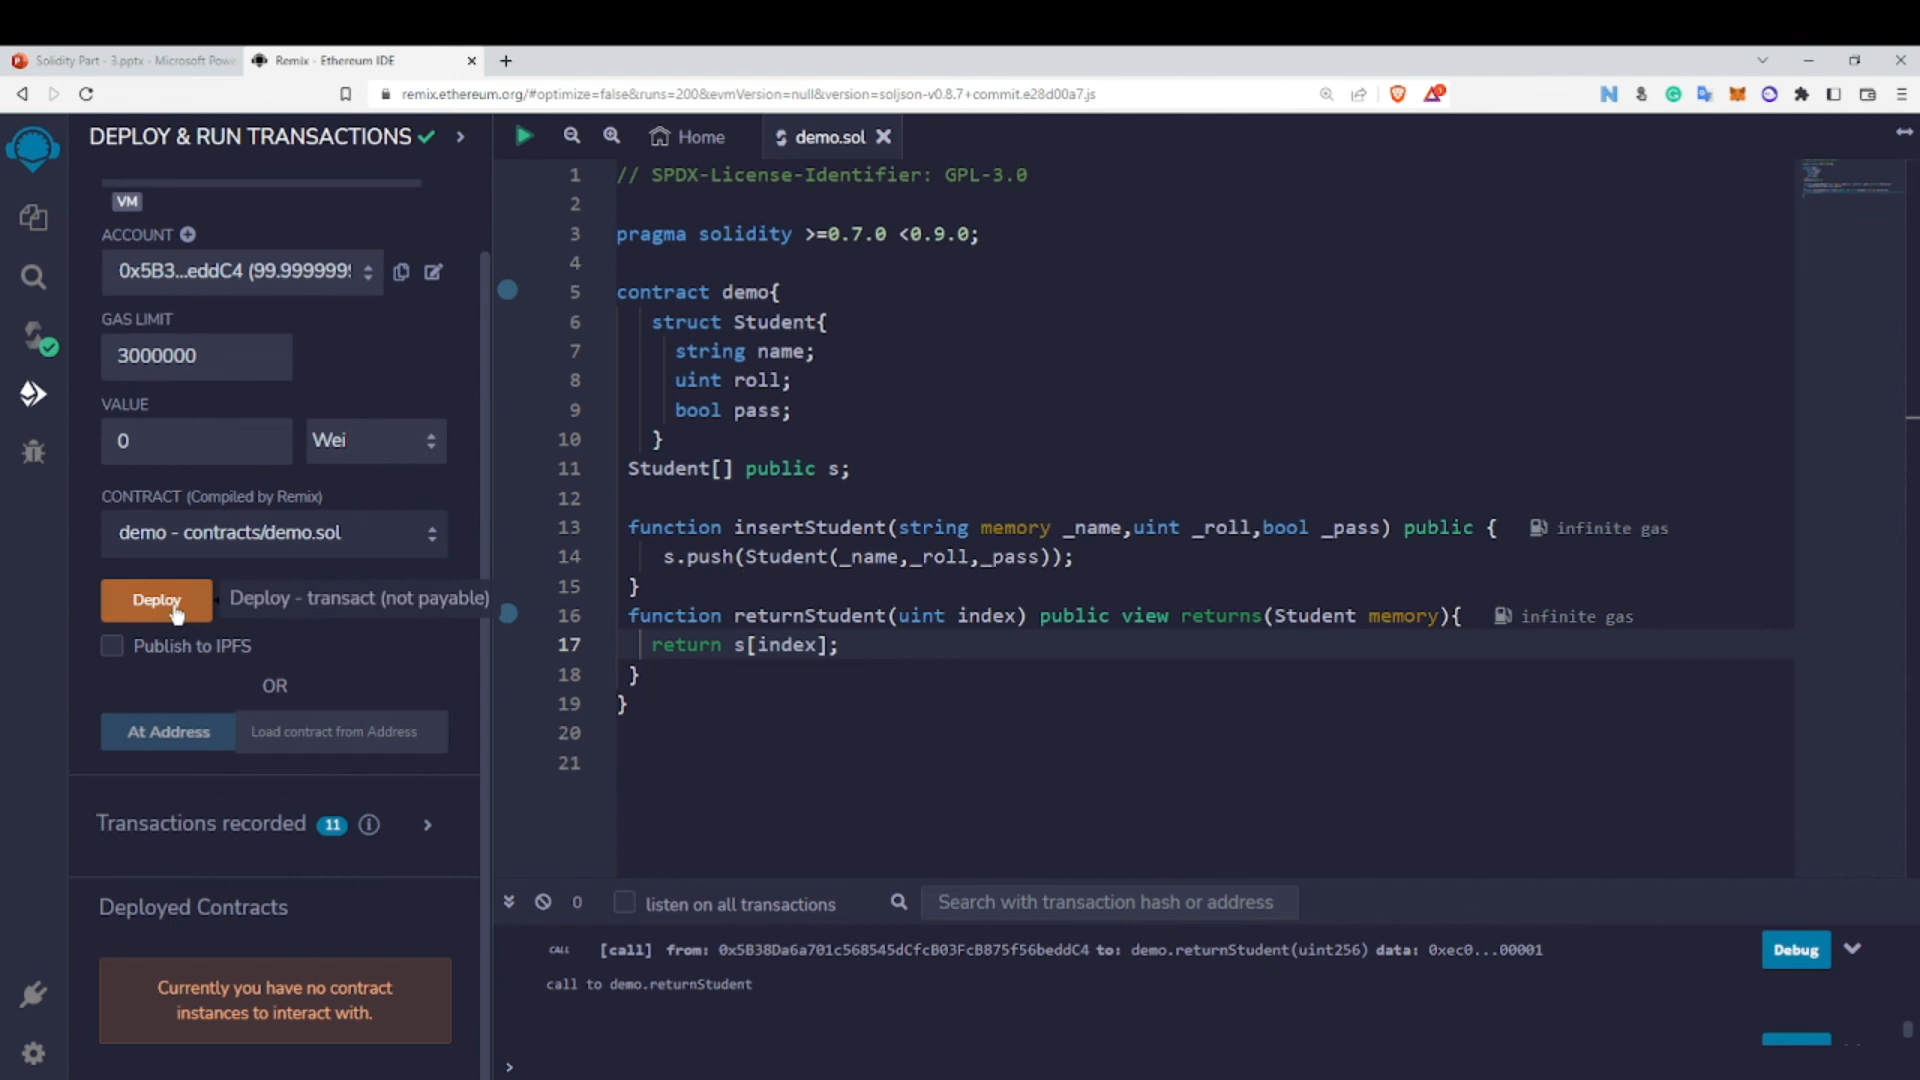 Solidity Part - 3.pptx - Microsoft Powe
Remix - Ethereum IDE
remix.ethereum.org/#optimize=false&runs=200&evmVersion=null&version=soljson-v0.8.7+commit.e28d00a7.js
DEPLOY & RUN TRANSACTIONS
Home
demo.sol
VM
ACCOUNT
0x5B3...eddC4 (99.9999999
GAS LIMIT
3000000
VALUE
0
Wei
CONTRACT (Compiled by Remix)
demo - contracts/demo.sol
Deploy
Deploy - transact (not payable)
Publish to IPFS
OR
At Address
Load contract from Address
Transactions recorded 11
Deployed Contracts
Currently you have no contract
instances to interact with.
1 // SPDX-License-Identifier: GPL-3.0
2
3 pragma solidity >=0.7.0 <0.9.0;
4
5 contract demo{
6 struct Student{
7 string name;
8 uint roll;
9 bool pass;
10 }
11 Student[] public s;
12
13 function insertStudent(string memory _name,uint _roll,bool _pass) public { infinite gas
14 s.push(Student(_name,_roll,_pass));
15 }
16 function returnStudent(uint index) public view returns(Student memory){ infinite gas
17 return s[index];
18 }
19 }
20
21
0
listen on all transactions
Search with transaction hash or address
CALL [call] from: 0x5B38Da6a701c568545dCfcB03FcB875f56beddC4 to: demo.returnStudent(uint256) data: 0xec0...00001
Debug
call to demo.returnStudent
>